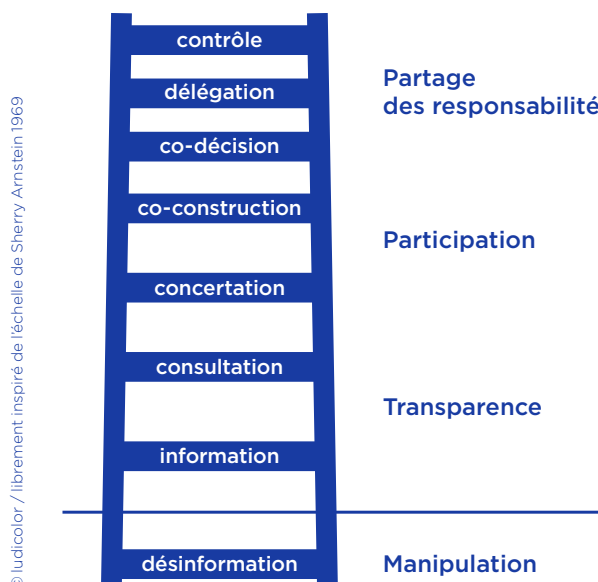 contrôle
délégation
co-décision
co-construction
concertation
consultation
information
désinformation
Partage
des responsabilité
Participation
Transparence
Manipulation
© ludicolor / librement inspiré de l'échelle de Sherry Arnstein 1969